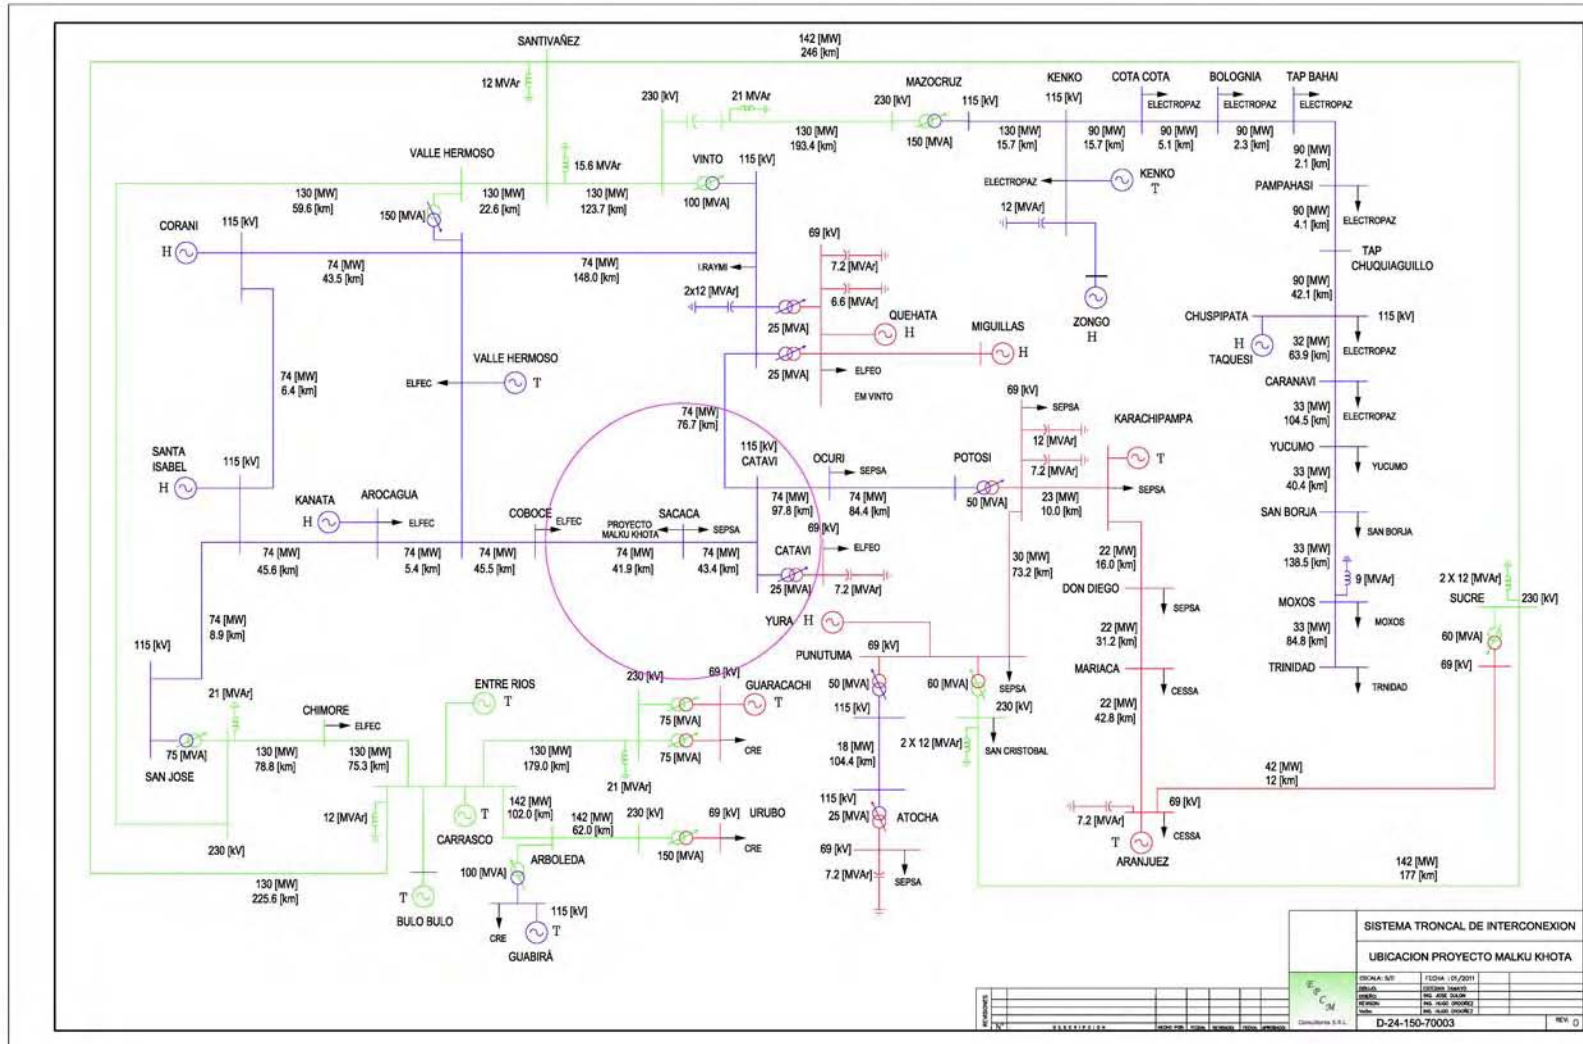 142 [MW]
246 [km]
SANTIVAÑEZ
12 MVAr
230 [kV]
21 MVAr
MAZOCRUZ
230 [kV]
115 [kV]
KENKO
115 [kV]
COTA COTA
ELECTROPAZ
BOLOGNIA
ELECTROPAZ
TAP BAHAI
ELECTROPAZ
130 [MW]
193.4 [km]
150 [MVA]
130 [MW]
15.7 [km]
90 [MW]
15.7 [km]
90 [MW]
5.1 [km]
90 [MW]
2.3 [km]
VALLE HERMOSO
15.6 MVAr
VINTO
115 [kV]
90 [MW]
2.1 [km]
130 [MW]
59.6 [km]
130 [MW]
22.6 [km]
130 [MW]
123.7 [km]
100 [MVA]
150 [MVA]
ELECTROPAZ
KENKO
T
PAMPAHASI
ELECTROPAZ
12 [MVAr]
90 [MW]
4.1 [km]
CORANI
H
115 [kV]
69 [kV]
TAP
CHUQUIAGUILLO
74 [MW]
43.5 [km]
74 [MW]
148.0 [km]
I.RAYMI
7.2 [MVAr]
2x12 [MVAr]
6.6 [MVAr]
90 [MW]
42.1 [km]
25 [MVA]
QUEHATA
H
MIGUILLAS
H
ZONGO
H
CHUSPIPATA
115 [kV]
H
TAQUESI
ELECTROPAZ
25 [MVA]
ELFEO
EM VINTO
32 [MW]
63.9 [km]
VALLE HERMOSO
ELFEC
T
74 [MW]
6.4 [km]
74 [MW]
76.7 [km]
69 [kV]
SEPSA
12 [MVAr]
7.2 [MVAr]
KARACHIPAMPA
T
CARANAVI
ELECTROPAZ
33 [MW]
104.5 [km]
SANTA
ISABEL
H
115 [kV]
115 [kV]
CATAVI
OCURI
SEPSA
POTOSI
50 [MVA]
SEPSA
YUCUMO
YUCUMO
33 [MW]
40.4 [km]
KANATA
H
AROCAGUA
ELFEC
COBOCE
ELFEC
PROYECTO
MALKU KHOTA
SACACA
SEPSA
74 [MW]
97.8 [km]
74 [MW]
84.4 [km]
23 [MW]
10.0 [km]
SAN BORJA
SAN BORJA
74 [MW]
45.6 [km]
74 [MW]
5.4 [km]
74 [MW]
45.5 [km]
74 [MW]
41.9 [km]
74 [MW]
43.4 [km]
69 [kV]
CATAVI
ELFEO
25 [MVA]
7.2 [MVAr]
30 [MW]
73.2 [km]
22 [MW]
16.0 [km]
33 [MW]
138.5 [km]
9 [MVAr]
2 X 12 [MVAr]
SUCRE
230 [kV]
DON DIEGO
SEPSA
MOXOS
MOXOS
74 [MW]
8.9 [km]
YURA H
22 [MW]
31.2 [km]
33 [MW]
84.8 [km]
60 [MVA]
115 [kV]
PUNUTUMA
69 [kV]
MARIACA
CESSA
TRINIDAD
TRNIDAD
69 [kV]
21 [MVAr]
CHIMORE
ELFEC
ENTRE RIOS
T
230 [kV]
69 [kV]
GUARACACHI
T
75 [MVA]
50 [MVA]
60 [MVA]
SEPSA
115 [kV]
230 [kV]
22 [MW]
42.8 [km]
75 [MVA]
SAN JOSE
130 [MW]
78.8 [km]
130 [MW]
75.3 [km]
130 [MW]
179.0 [km]
75 [MVA]
CRE
18 [MW]
104.4 [km]
2 X 12 [MVAr]
SAN CRISTOBAL
21 [MVAr]
42 [MW]
12 [km]
12 [MVAr]
T
CARRASCO
142 [MW]
102.0 [km]
142 [MW]
62.0 [km]
230 [kV]
69 [kV]
URUBO
115 [kV]
25 [MVA]
ATOCHA
69 [kV]
7.2 [MVAr]
CESSA
T
ARANJUEZ
230 [kV]
ARBOLEDA
150 [MVA]
CRE
69 [kV]
SEPSA
7.2 [MVAr]
142 [MW]
177 [km]
130 [MW]
225.6 [km]
T
BULO BULO
100 [MVA]
115 [kV]
CRE
T
GUABIRÁ
SISTEMA TRONCAL DE INTERCONEXION
UBICACION PROYECTO MALKU KHOTA
ESCALA: S/E
FECHA : 01/2011
EPCM
Consultores S.R.L.
D-24-150-70003
REV: 0
REVISIONES
Nº
DESCRIPCION